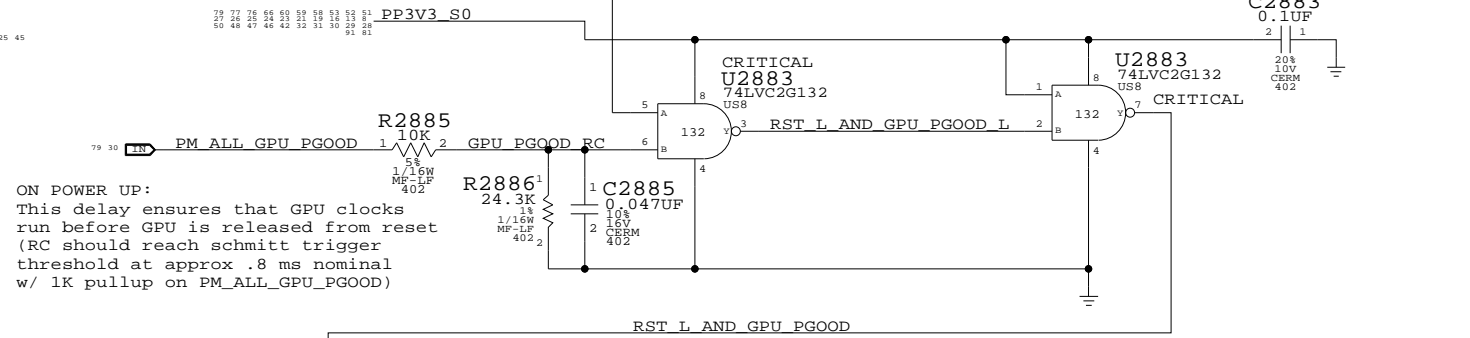 79 77 76 66 60 59 58 53 52 51
27 26 25 24 23 21 19 16 13 8
50 48 47 46 42 32 31 30 29 28
91 81
PP3V3_S0
25 45
C2883
0.1UF
2 1
20%
10V
CERM
402
CRITICAL
U2883
74LVC2G132
US8
8
5 A
132
Y 3
6 B
4
RST_L_AND_GPU_PGOOD_L
U2883
74LVC2G132
US8
8
CRITICAL
1 A
132
Y 7
2 B
4
79 30 IN
PM_ALL_GPU_PGOOD
R2885
10K
1 2
5%
1/16W
MF-LF
402
GPU_PGOOD_RC
R2886
24.3K
1
1%
1/16W
MF-LF
402
2
1 C2885
0.047UF
10%
16V
2 CERM
402
ON POWER UP:
This delay ensures that GPU clocks
run before GPU is released from reset
(RC should reach schmitt trigger
threshold at approx .8 ms nominal
w/ 1K pullup on PM_ALL_GPU_PGOOD)
RST_L_AND_GPU_PGOOD